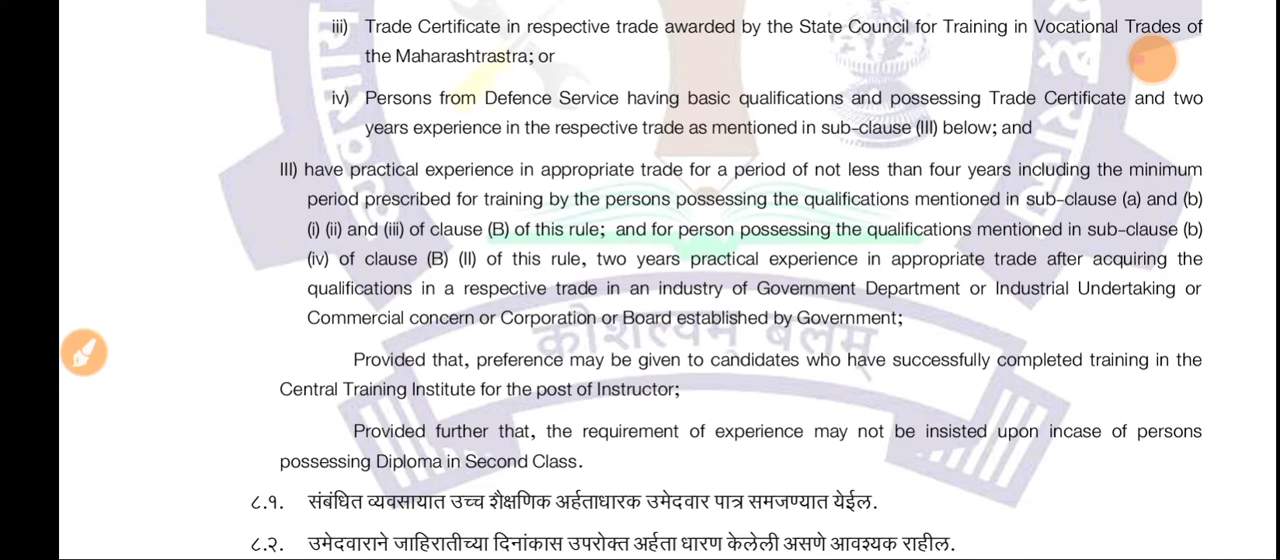 iii) Trade Certificate in respective trade awarded by the State Council for Training in Vocational Trades of
the Maharashtrastra; or
iv) Persons from Defence Service having basic qualifications and possessing Trade Certificate and two
years experience in the respective trade as mentioned in sub-clause (III) below; and
III) have practical experience in appropriate trade for a period of not less than four years including the minimum
period prescribed for training by the persons possessing the qualifications mentioned in sub-clause (a) and (b)
(i) (ii) and (iii) of clause (B) of this rule; and for person possessing the qualifications mentioned in sub-clause (b)
(iv) of clause (B) (II) of this rule, two years practical experience in appropriate trade after acquiring the
qualifications in a respective trade in an industry of Government Department or Industrial Undertaking or
Commercial concern or Corporation or Board established by Government;
कौशल्यम् बलम्
Provided that, preference may be given to candidates who have successfully completed training in the
Central Training Institute for the post of Instructor;
Provided further that, the requirement of experience may not be insisted upon incase of persons
possessing Diploma in Second Class.
८.१. संबंधित व्यवसायात उच्च शैक्षणिक अर्हताधारक उमेदवार पात्र समजण्यात येईल.
८.२. उमेदवाराने जाहिरातीच्या दिनांकास उपरोक्त अर्हता धारण केलेली असणे आवश्यक राहील.